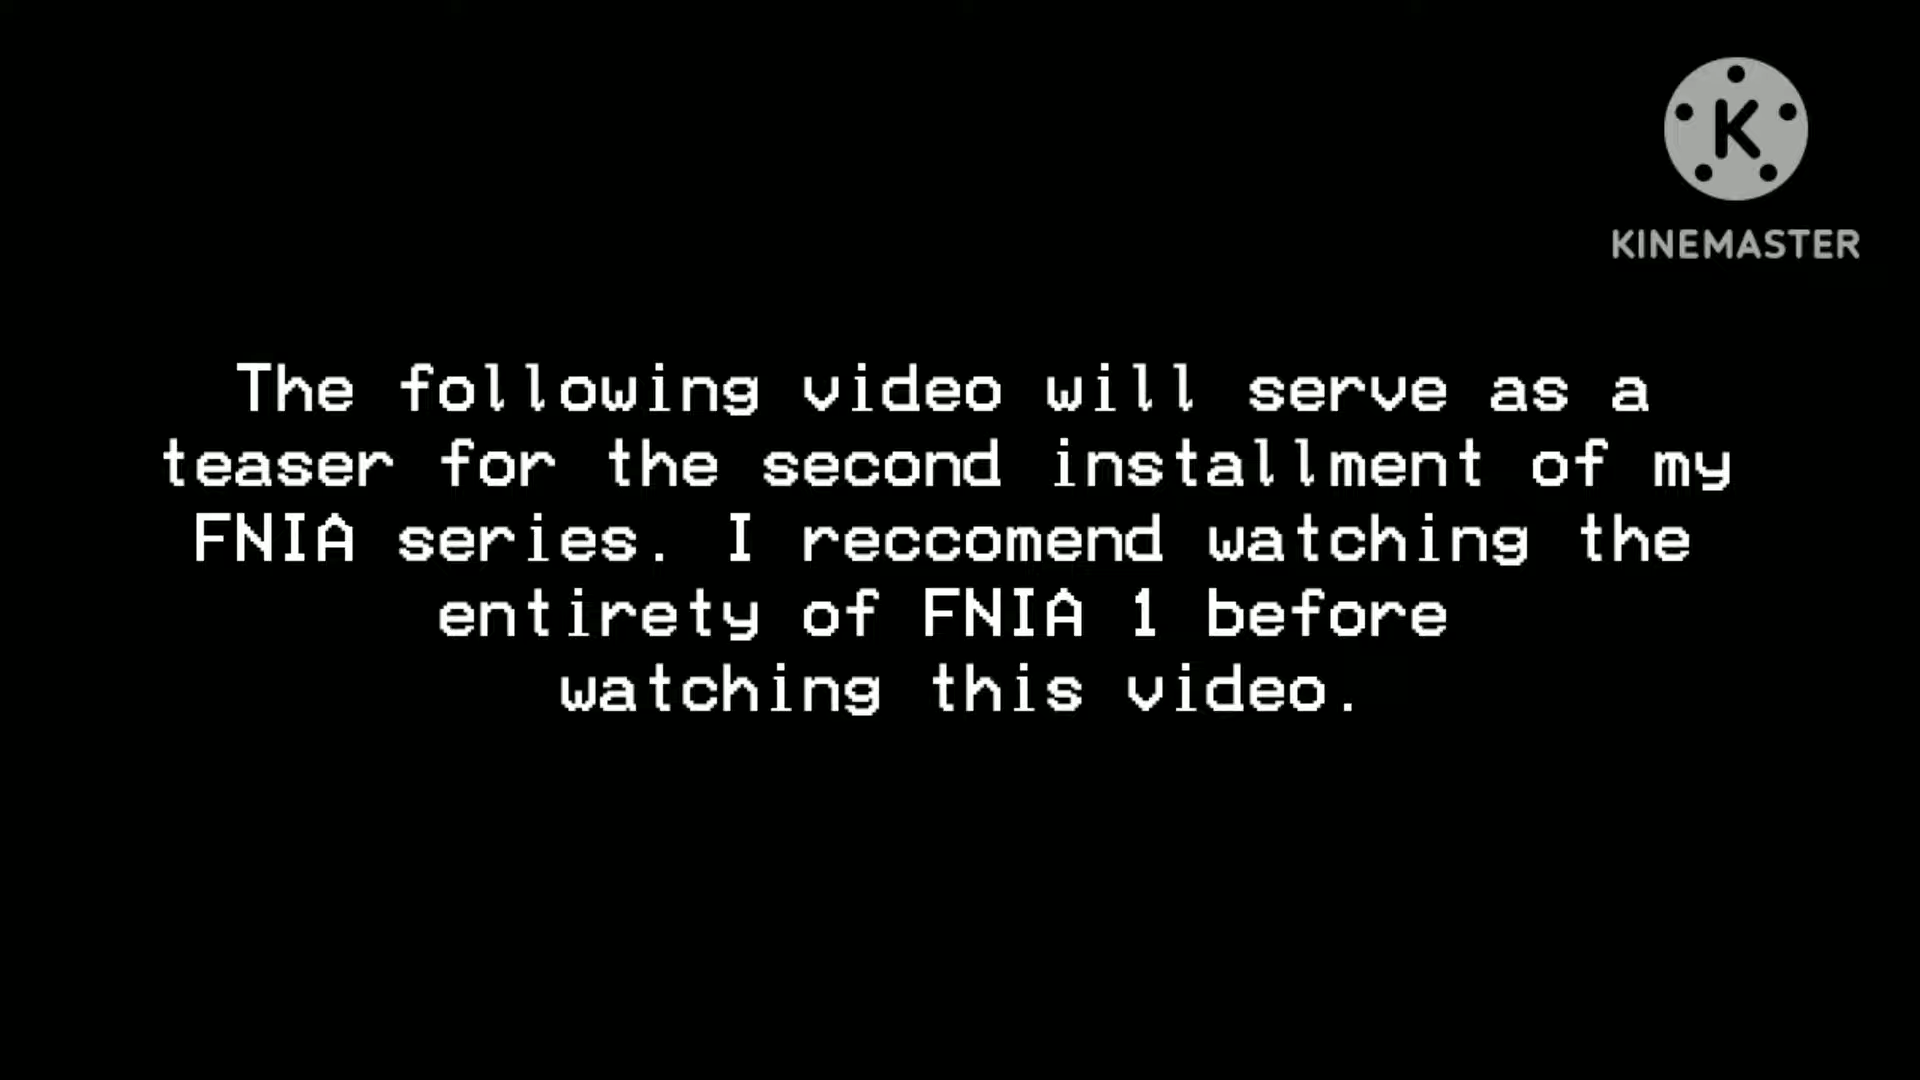 K
KINEMASTER
The following video will serve as a
teaser for the second installment of my
FNIA series. I reccomend watching the
entirety of FNIA 1 before
watching this video.